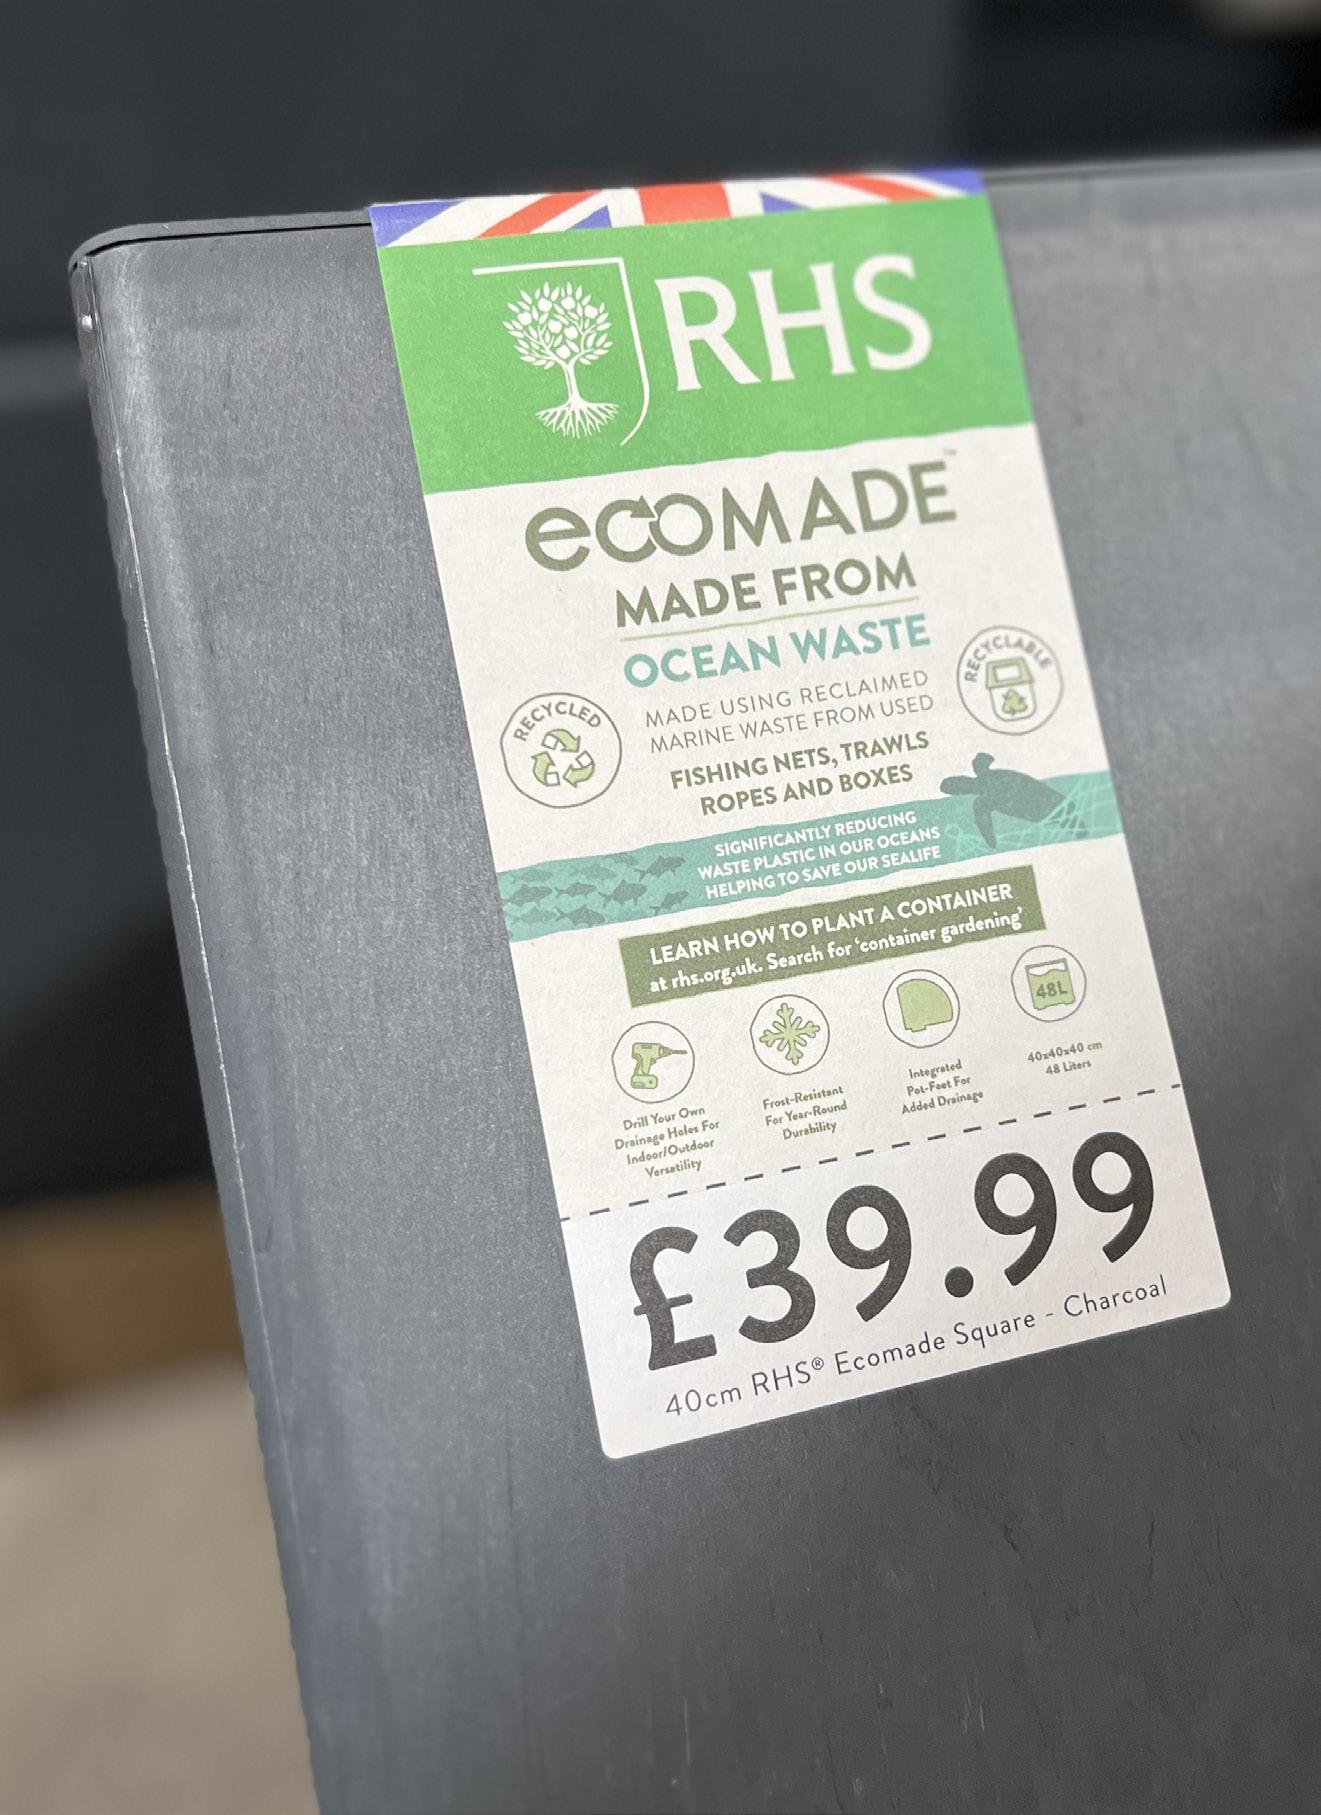 RHS
ecoMADE™
MADE FROM
OCEAN WASTE
RECYCLED
RECYCLABLE
MADE USING RECLAIMED
MARINE WASTE FROM USED
FISHING NETS, TRAWLS
ROPES AND BOXES
SIGNIFICANTLY REDUCING
WASTE PLASTIC IN OUR OCEANS
HELPING TO SAVE OUR SEALIFE
LEARN HOW TO PLANT A CONTAINER
at rhs.org.uk. Search for 'container gardening'
Drill Your Own
Drainage Holes For
Indoor/Outdoor
Versatility
Frost-Resistant
For Year-Round
Durability
Integrated
Pot-Feet For
Added Drainage
48L
40x40x40 cm
48 Liters
£39.99
40cm RHS® Ecomade Square - Charcoal